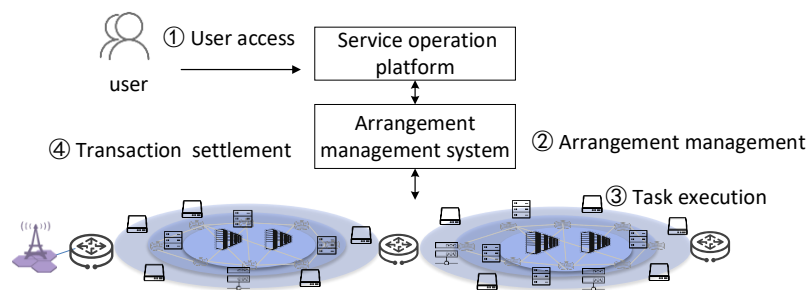 ① User access
user
Service operation
platform
Arrangement
management system
② Arrangement management
④ Transaction settlement
③ Task execution